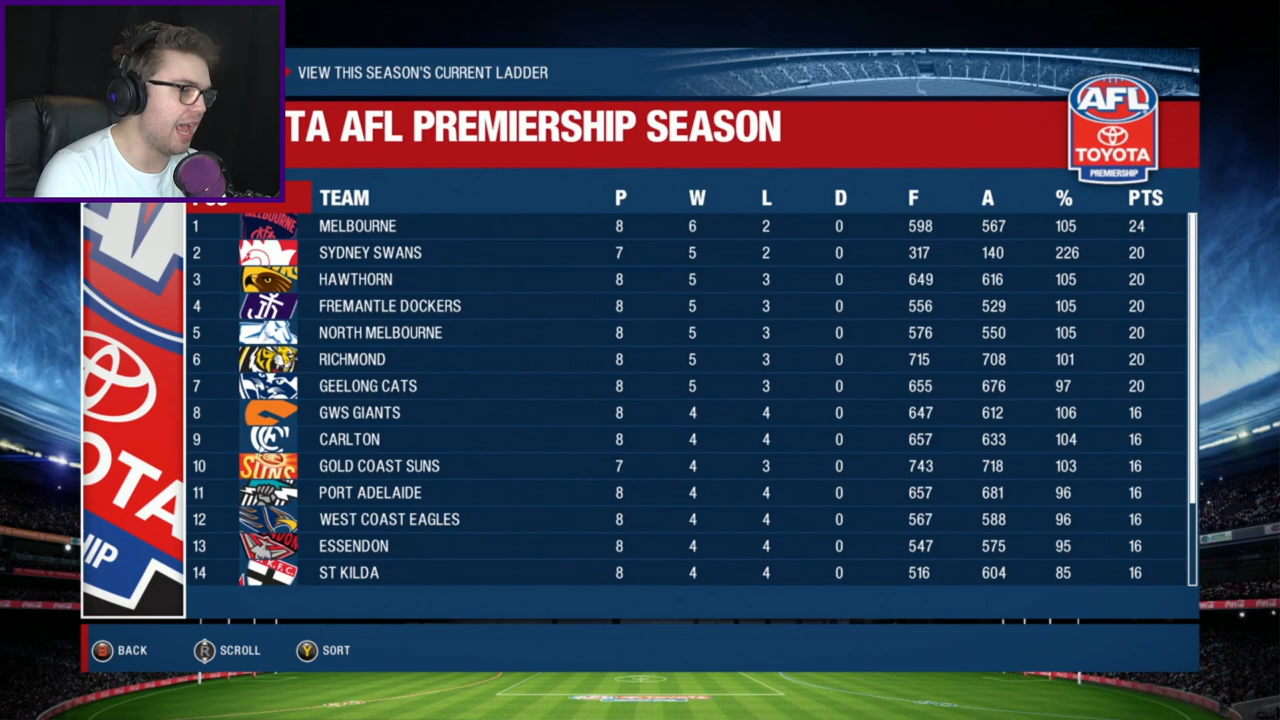 VIEW THIS SEASON'S CURRENT LADDER
TA AFL PREMIERSHIP SEASON
AFL
TOYOTA
PREMIERSHIP
TEAM P W L D F A % PTS
1 MELBOURNE MELBOURNE 8 6 2 0 598 567 105 24
2 SYDNEY SWANS 7 5 2 0 317 140 226 20
3 HAWTHORN 8 5 3 0 649 616 105 20
4 FREMANTLE DOCKERS 8 5 3 0 556 529 105 20
5 NORTH MELBOURNE 8 5 3 0 576 550 105 20
6 RICHMOND 8 5 3 0 715 708 101 20
7 GEELONG CATS 8 5 3 0 655 676 97 20
8 GWS GIANTS 8 4 4 0 647 612 106 16
9 CARLTON 8 4 4 0 657 633 104 16
10 SUNS GOLD COAST SUNS 7 4 3 0 743 718 103 16
11 PORT ADELAIDE 8 4 4 0 657 681 96 16
12 WEST COAST EAGLES 8 4 4 0 567 588 96 16
13 ESSENDON 8 4 4 0 547 575 95 16
14 ST KILDA 8 4 4 0 516 604 85 16
OTA
HIP
B BACK R SCROLL Y SORT